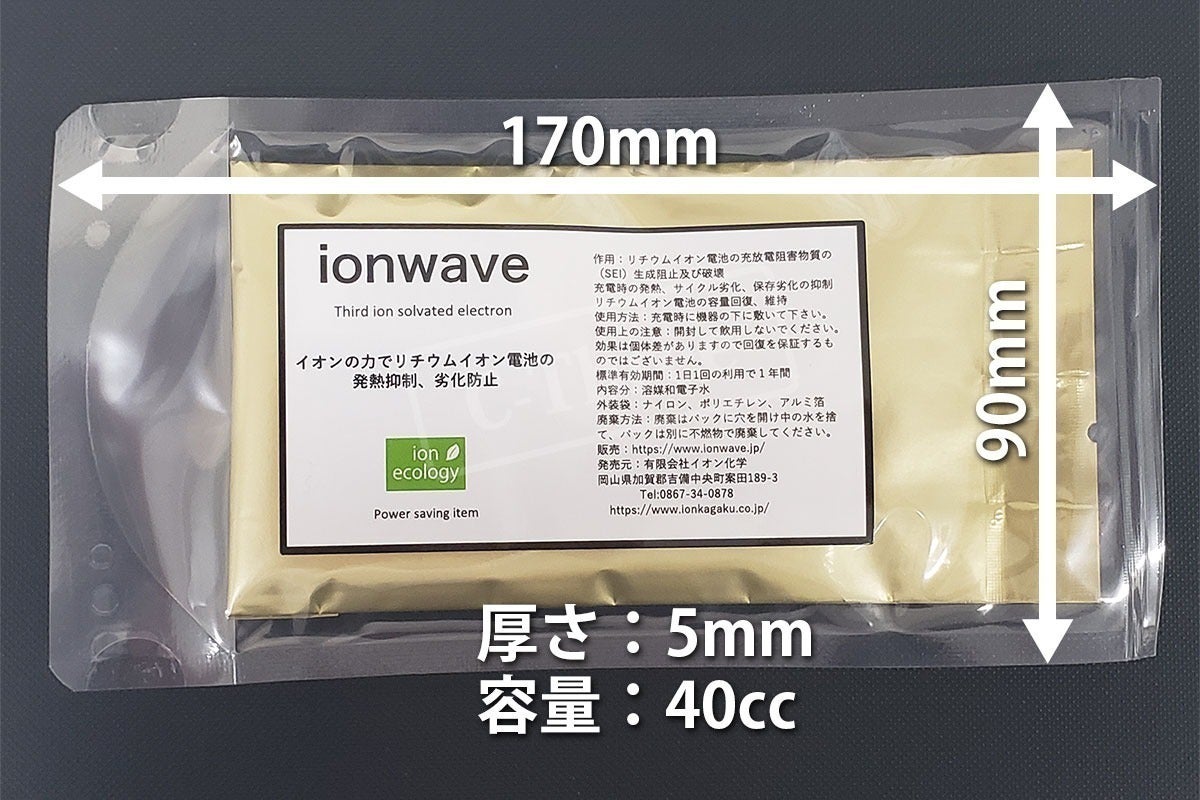 170mm
90mm
ionwave
Third ion solvated electron
イオンの力でリチウムイオン電池の
発熱抑制、劣化防止
ion
ecology
Power saving item
作用：リチウムイオン電池の充放電阻害物質の
（SEI）生成阻止及び破壊
充電時の発熱、サイクル劣化、保存劣化の抑制
リチウムイオン電池の容量回復、維持
使用方法：充電時に機器の下に敷いて下さい。
使用上の注意：開封して飲用しないでください。
効果は個体差がありますので回復を保証するも
のではございません。
標準有効期間：1日1回の利用で１年間
内容分：溶媒和電子水
外装袋：ナイロン、ポリエチレン、アルミ箔
廃棄方法：廃棄はパックに穴を開け中の水を捨
て、パックは別に不燃物で廃棄してください。
販売：https://www.ionwave.jp/
発売元：有限会社イオン化学
岡山県加賀郡吉備中央町案田189-3
Tel:0867-34-0878
https://www.ionkagaku.co.jp/
厚さ：5mm
容量：40cc